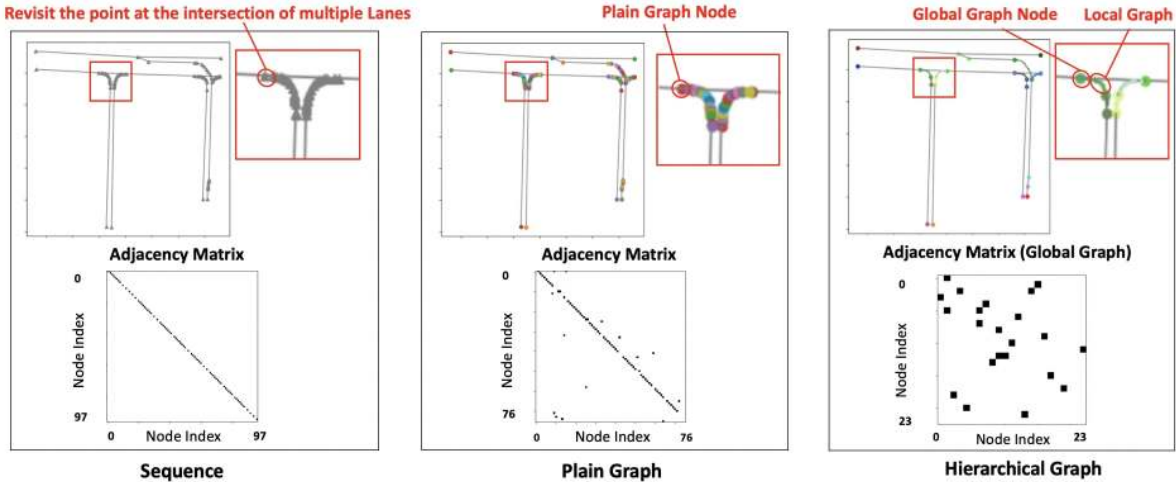 Revisit the point at the intersection of multiple Lanes
Plain Graph Node
Global Graph Node
Local Graph
Adjacency Matrix
Adjacency Matrix
Adjacency Matrix (Global Graph)
0
Node Index
97
0
Node Index
97
0
Node Index
76
0
Node Index
76
0
Node Index
23
0
Node Index
23
Sequence
Plain Graph
Hierarchical Graph